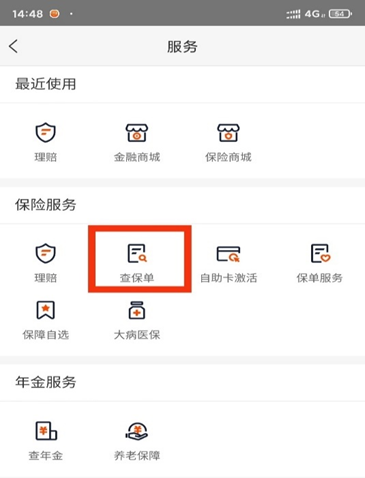 14:48 4G 54
服务
最近使用
理赔 金融商城 保险商城
保险服务
理赔 查保单 自助卡激活 保单服务
保障自选 大病医保
年金服务
查年金 养老保障